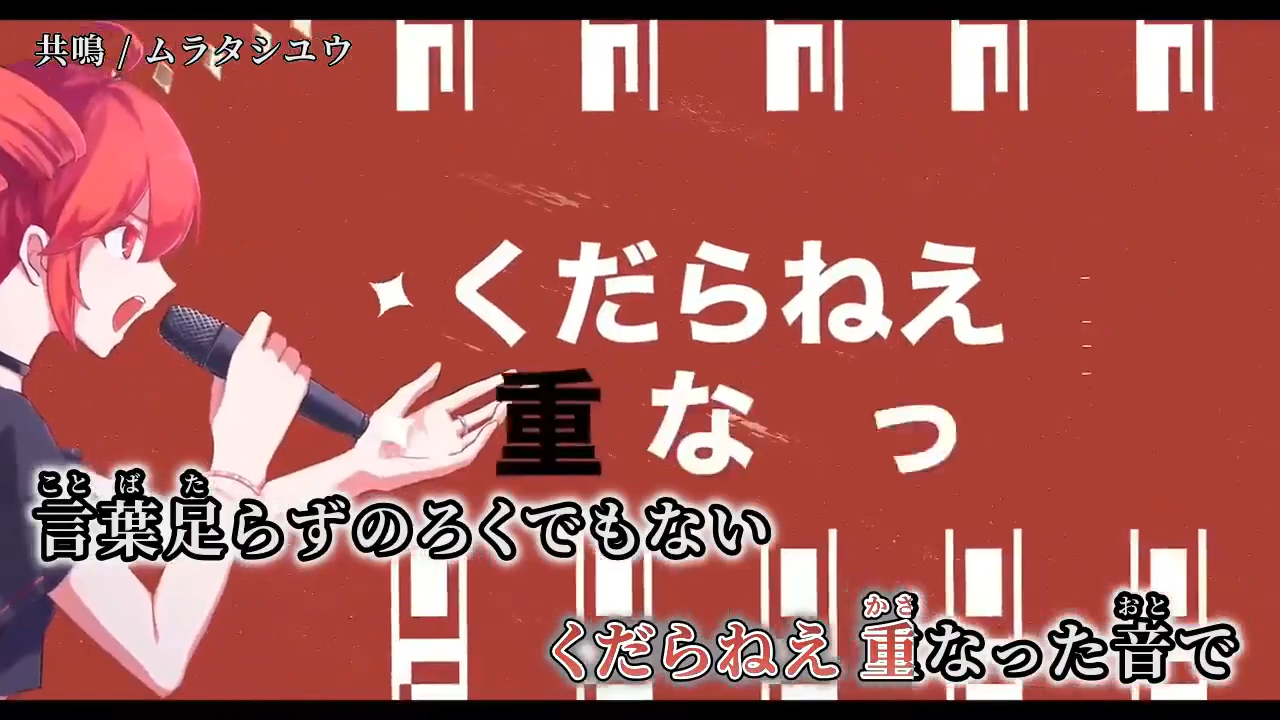 共鳴 / ムラタシユウ
くだらねえ
重なっ
ことばた
言葉足らずのろくでもない
かさ おと
くだらねえ 重なった音で